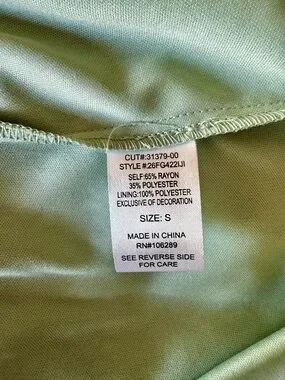 CUT#:31379-00
STYLE #:26FG422IJI
SELF:65% RAYON
35% POLYESTER
LINING:100% POLYESTER
EXCLUSIVE OF DECORATION
SIZE: S
MADE IN CHINA
RN#106289
SEE REVERSE SIDE
FOR CARE